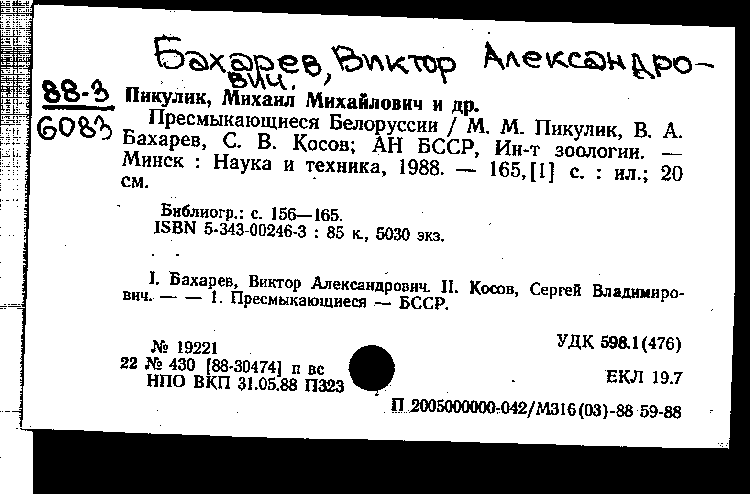 Бахарев, Виктор Александро-
вич.
88-3
6083
Пикулик, Михаил Михайлович и др.
Пресмыкающиеся Белоруссии / М. М. Пикулик, В. А.
Бахарев, С. В. Косов; АН БССР, Ин-т зоологии. —
Минск : Наука и техника, 1988. — 165,[1] с. : ил.; 20
см.
Библиогр.: с. 156—165.
ISBN 5-343-00246-3 : 85 к., 5030 экз.
I. Бахарев, Виктор Александрович. II. Косов, Сергей Владимиро-
вич. — — 1. Пресмыкающиеся — БССР.
УДК 598.1(476)
№ 19221
22 № 430 [88-30474] п вс
НПО ВКП 31.05.88 П323
ЕКЛ 19.7
П 2005000000-042/М316(03)-88 59-88